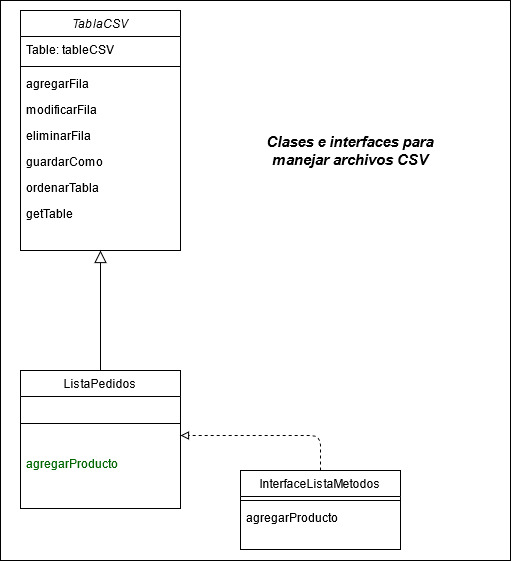 TablaCSV
Table: tableCSV
agregarFila
modificarFila
eliminarFila
guardarComo
ordenarTabla
getTable
Clases e interfaces para
manejar archivos CSV
ListaPedidos
agregarProducto
InterfaceListaMetodos
agregarProducto